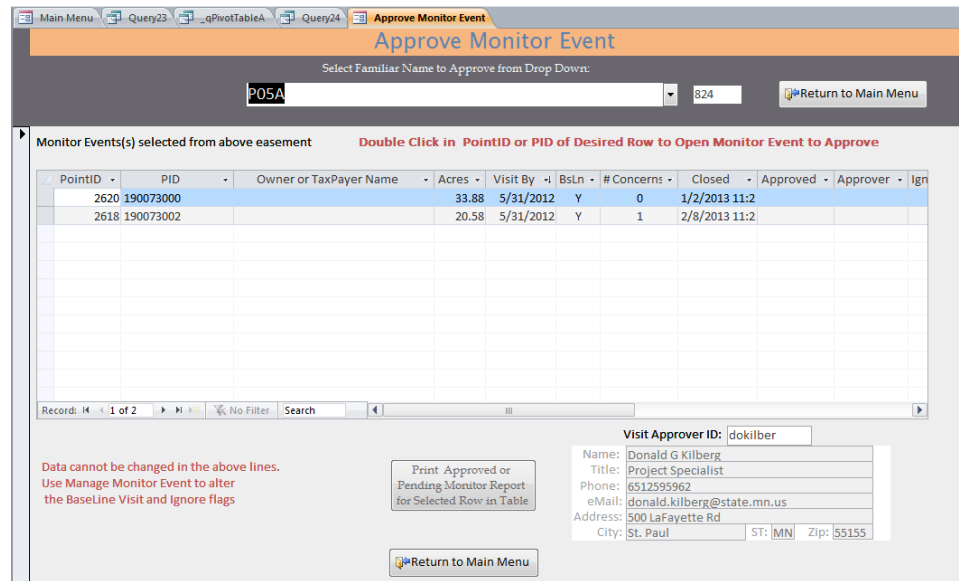 Main Menu Query23 _qPivotTableA Query24 Approve Monitor Event
Approve Monitor Event
Select Familiar Name to Approve from Drop Down:
P05A 824 Return to Main Menu
Monitor Events(s) selected from above easement Double Click in PointID or PID of Desired Row to Open Monitor Event to Approve
PointID PID Owner or TaxPayer Name Acres Visit By BsLn # Concerns Closed Approved Approver Ign
2620 190073000 33.88 5/31/2012 Y 0 1/2/2013 11:2
2618 190073002 20.58 5/31/2012 Y 1 2/8/2013 11:2
Record: 1 of 2 No Filter Search
Visit Approver ID: dokilber
Data cannot be changed in the above lines.
Use Manage Monitor Event to alter
the BaseLine Visit and Ignore flags
Print Approved or
Pending Monitor Report
for Selected Row in Table
Name: Donald G Kilberg
Title: Project Specialist
Phone: 6512595962
eMail: donald.kilberg@state.mn.us
Address: 500 LaFayette Rd
City: St. Paul ST: MN Zip: 55155
Return to Main Menu